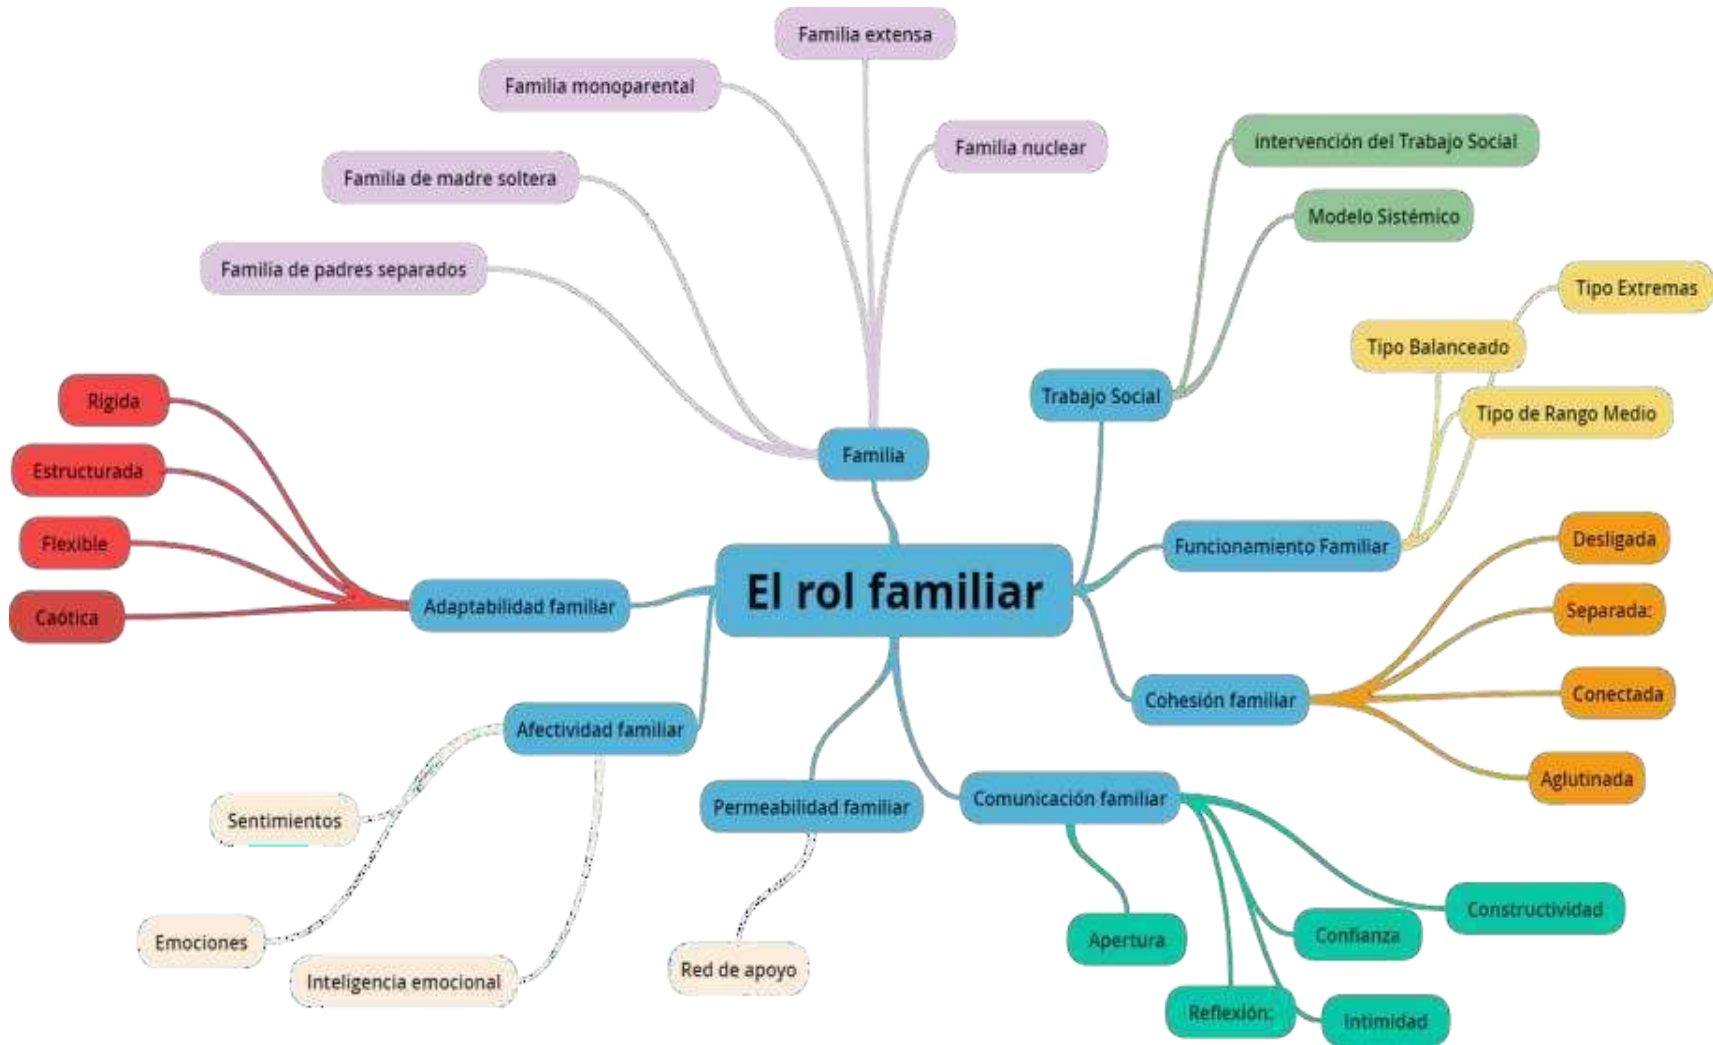 Familia extensa
Familia monoparental
Familia nuclear
Familia de madre soltera
Familia de padres separados
intervención del Trabajo Social
Modelo Sistémico
Tipo Extremas
Tipo Balanceado
Tipo de Rango Medio
Trabajo Social
Familia
Rigida
Estructurada
Flexible
Caótica
Adaptabilidad familiar
El rol familiar
Funcionamiento Familiar
Desligada
Separada:
Conectada
Aglutinada
Cohesión familiar
Afectividad familiar
Sentimientos
Emociones
Inteligencia emocional
Permeabilidad familiar
Red de apoyo
Comunicación familiar
Apertura
Reflexión:
Intimidad
Confianza
Constructividad